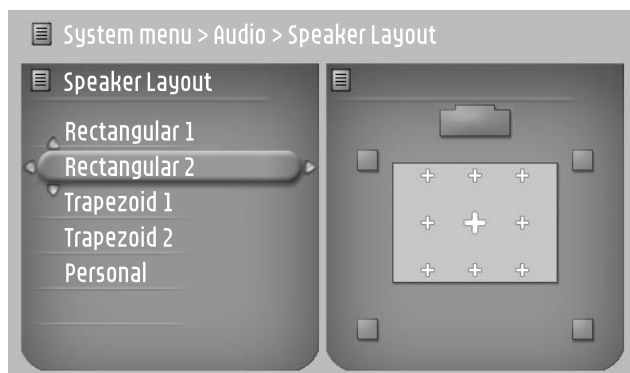 System menu > Audio > Speaker Layout
Speaker Layout
Rectangular 1
Rectangular 2
Trapezoid 1
Trapezoid 2
Personal